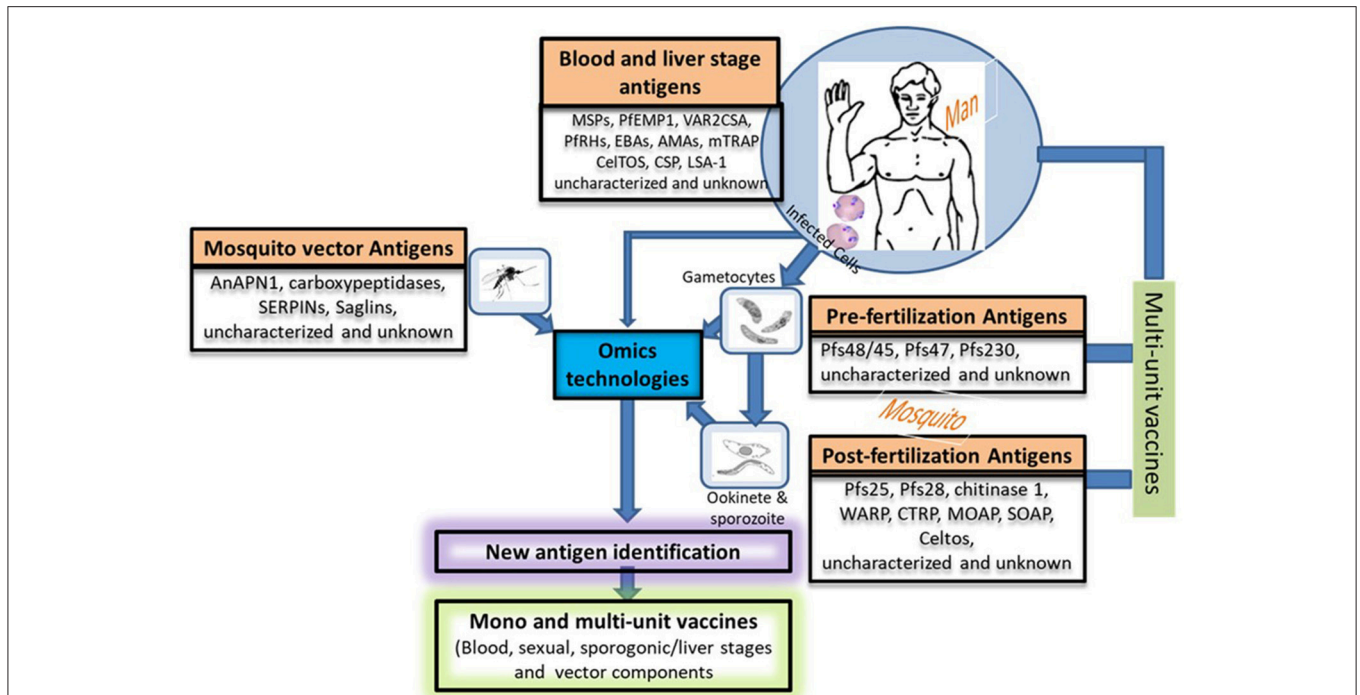 Blood and liver stage
antigens
MSPs, PfEMP1, VAR2CSA,
PfRHs, EBAs, AMAs, mTRAP
CelTOS, CSP, LSA-1
uncharacterized and unknown
Man
Infected Cells
Mosquito vector Antigens
AnAPN1, carboxypeptidases,
SERPINs, Saglins,
uncharacterized and unknown
Gametocytes
Omics
technologies
Pre-fertilization Antigens
Pfs48/45, Pfs47, Pfs230,
uncharacterized and unknown
Mosquito
Multi-unit vaccines
Post-fertilization Antigens
Pfs25, Pfs28, chitinase 1,
WARP, CTRP, MOAP, SOAP,
Celtos,
uncharacterized and unknown
Ookinete &
sporozoite
New antigen identification
Mono and multi-unit vaccines
(Blood, sexual, sporogonic/liver stages
and vector components